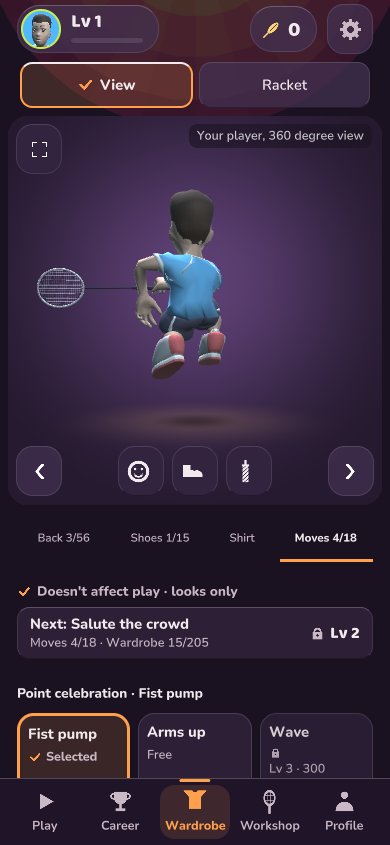 Lv 1
0
View
Racket
Your player, 360 degree view
Back 3/56
Shoes 1/15
Shirt
Moves 4/18
Doesn't affect play · looks only
Next: Salute the crowd
Moves 4/18 · Wardrobe 15/205
Lv 2
Point celebration · Fist pump
Fist pump
Selected
Arms up
Free
Wave
Lv 3 · 300
Play
Career
Wardrobe
Workshop
Profile